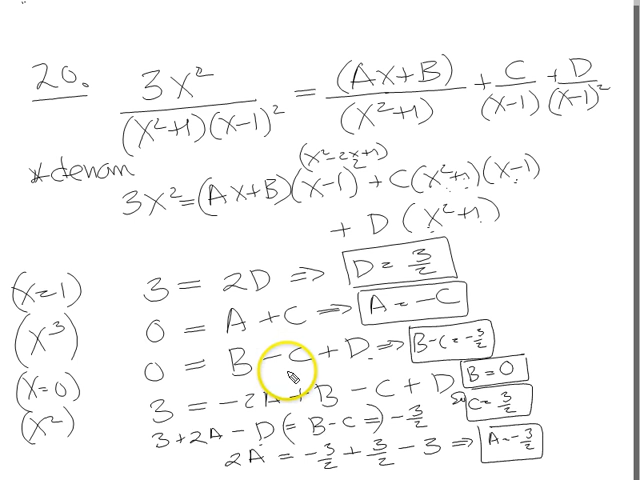 20. 3x² / (x²+1)(x-1)² = (Ax+B) / (x²+1) + C / (x-1) + D / (x-1)²
*denom
(x²-2x+1)
3x² = (Ax+B)(x-1)² + C(x²+1)(x-1)
+ D (x²+1)
(x=1) 3 = 2D => D = 3/2
(x³) 0 = A + C => A = -C
(x=0) 0 = B - C + D => B-C = -3/2
(x²) 3 = -2A + B - C + D B = 0
so C = 3/2
3+2A - D (= B-C =) -3/2
2A = -3/2 + 3/2 - 3 => A = -3/2